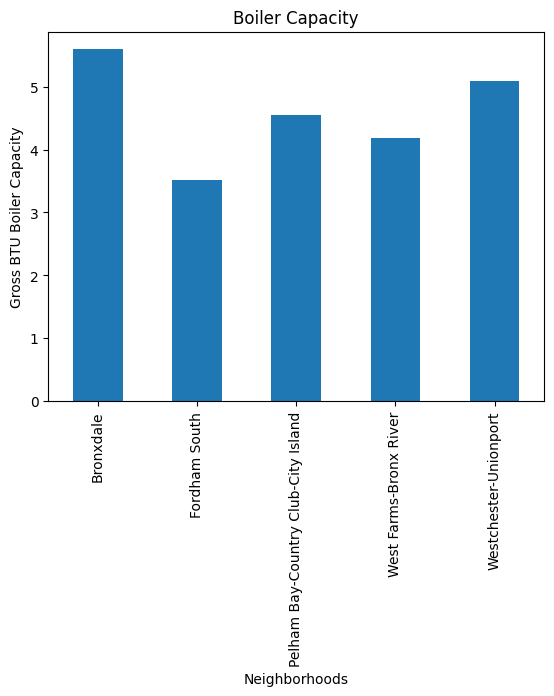 Boiler Capacity
Gross BTU Boiler Capacity
5
4
3
2
1
0
Bronxdale
Fordham South
Pelham Bay-Country Club-City Island
West Farms-Bronx River
Westchester-Unionport
Neighborhoods